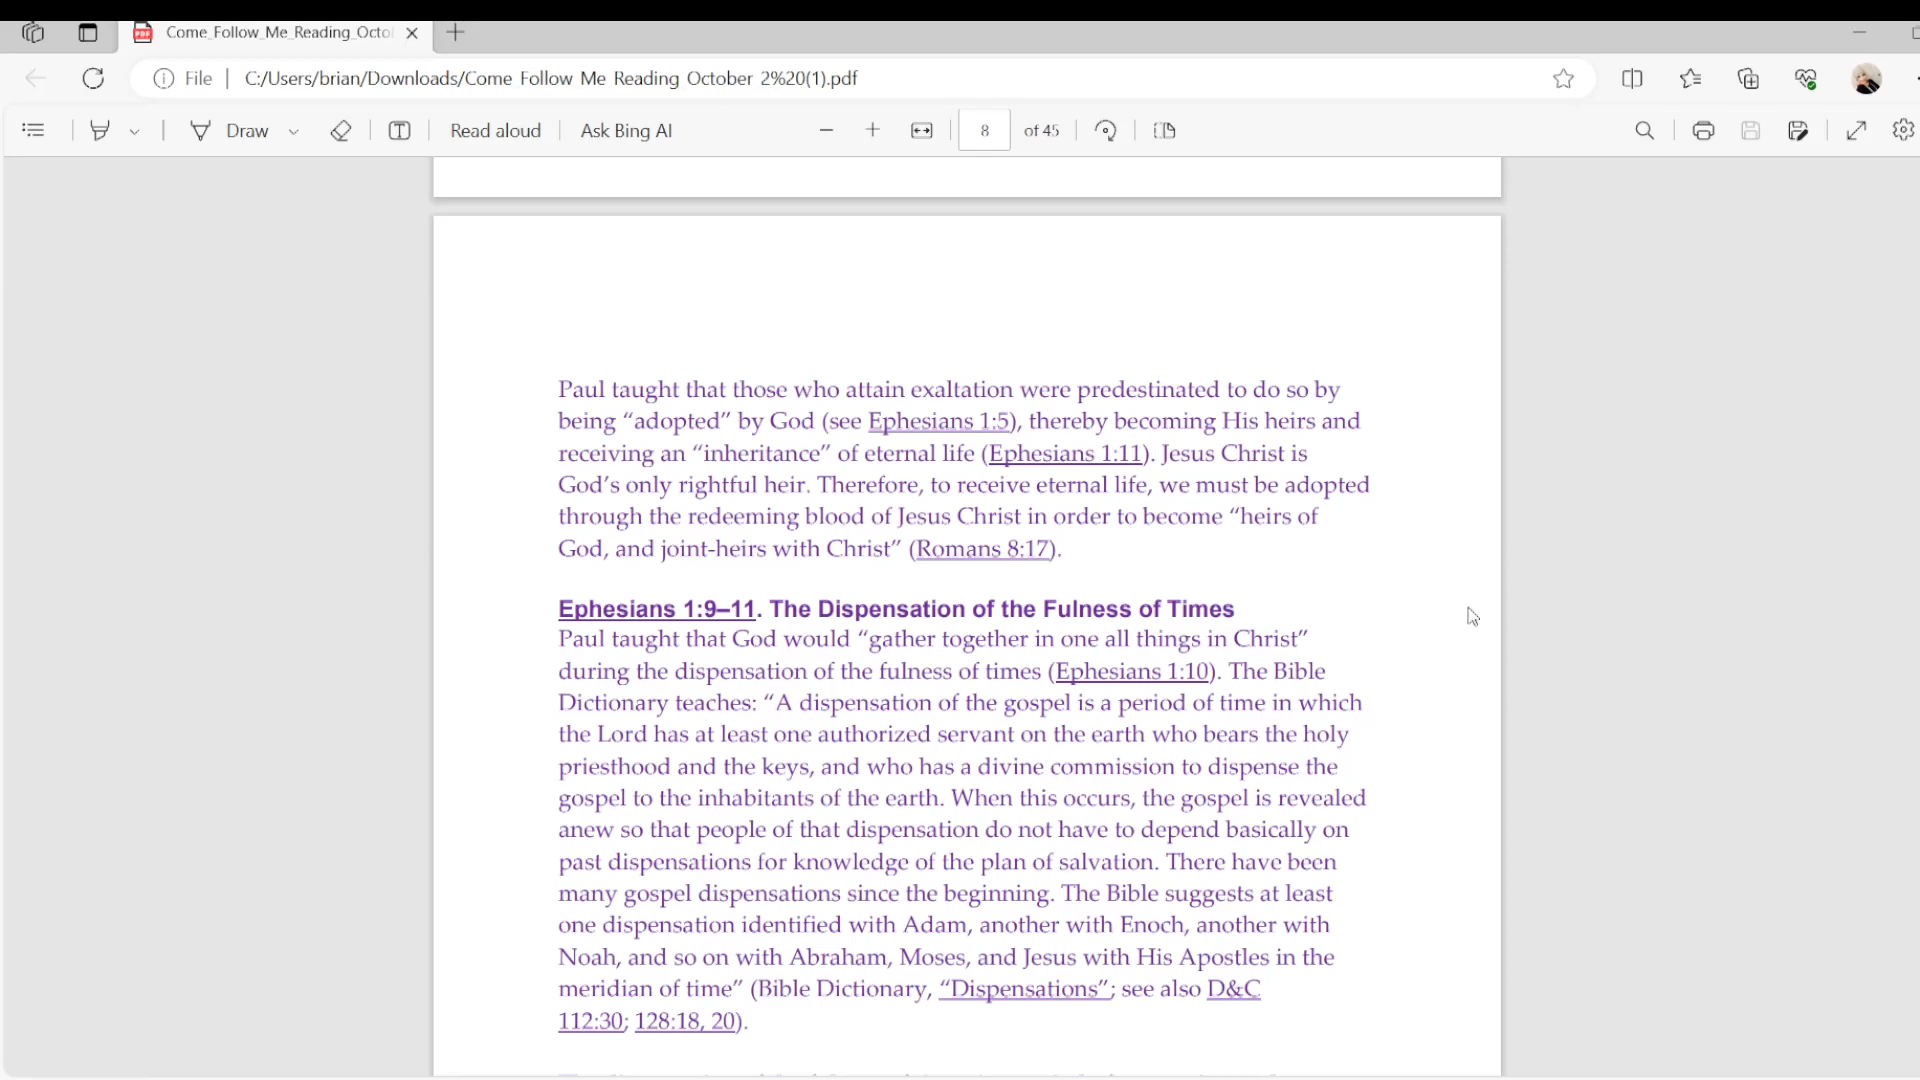 Come_Follow_Me_Reading_Octo
File | C:/Users/brian/Downloads/Come Follow Me Reading October 2%20(1).pdf
Draw Read aloud Ask Bing AI 8 of 45
Paul taught that those who attain exaltation were predestinated to do so by
being “adopted” by God (see Ephesians 1:5), thereby becoming His heirs and
receiving an “inheritance” of eternal life (Ephesians 1:11). Jesus Christ is
God’s only rightful heir. Therefore, to receive eternal life, we must be adopted
through the redeeming blood of Jesus Christ in order to become “heirs of
God, and joint-heirs with Christ” (Romans 8:17).
Ephesians 1:9–11. The Dispensation of the Fulness of Times
Paul taught that God would “gather together in one all things in Christ”
during the dispensation of the fulness of times (Ephesians 1:10). The Bible
Dictionary teaches: “A dispensation of the gospel is a period of time in which
the Lord has at least one authorized servant on the earth who bears the holy
priesthood and the keys, and who has a divine commission to dispense the
gospel to the inhabitants of the earth. When this occurs, the gospel is revealed
anew so that people of that dispensation do not have to depend basically on
past dispensations for knowledge of the plan of salvation. There have been
many gospel dispensations since the beginning. The Bible suggests at least
one dispensation identified with Adam, another with Enoch, another with
Noah, and so on with Abraham, Moses, and Jesus with His Apostles in the
meridian of time” (Bible Dictionary, “Dispensations”; see also D&C
112:30; 128:18, 20).